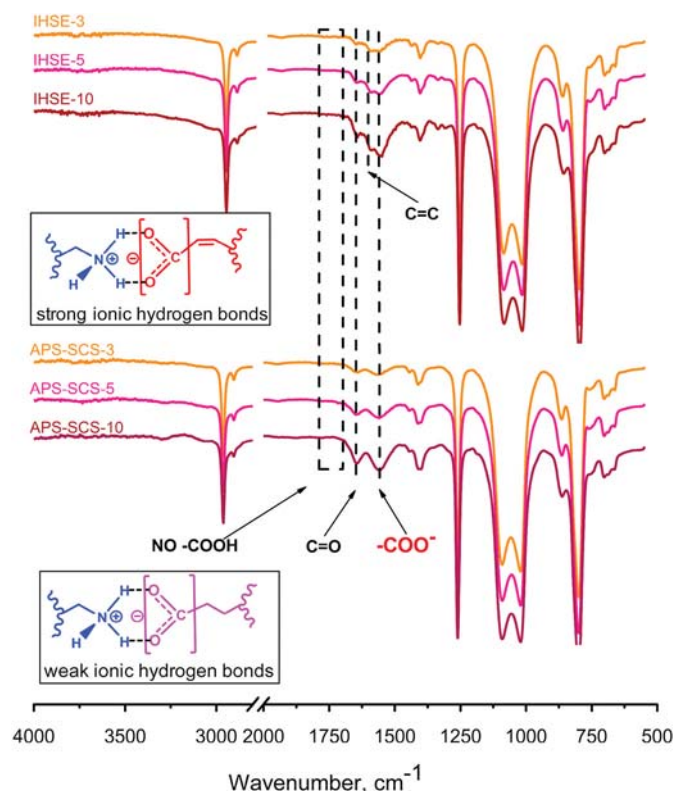 IHSE-3
IHSE-5
IHSE-10
C=C
H
O
N
⊕
⊖
C
H
H
O
strong ionic hydrogen bonds
APS-SCS-3
APS-SCS-5
APS-SCS-10
NO -COOH
C=O
-COO⁻
H
O
N
⊕
⊖
C
H
H
O
weak ionic hydrogen bonds
4000 3500 3000 2000 1750 1500 1250 1000 750 500
Wavenumber, cm⁻¹